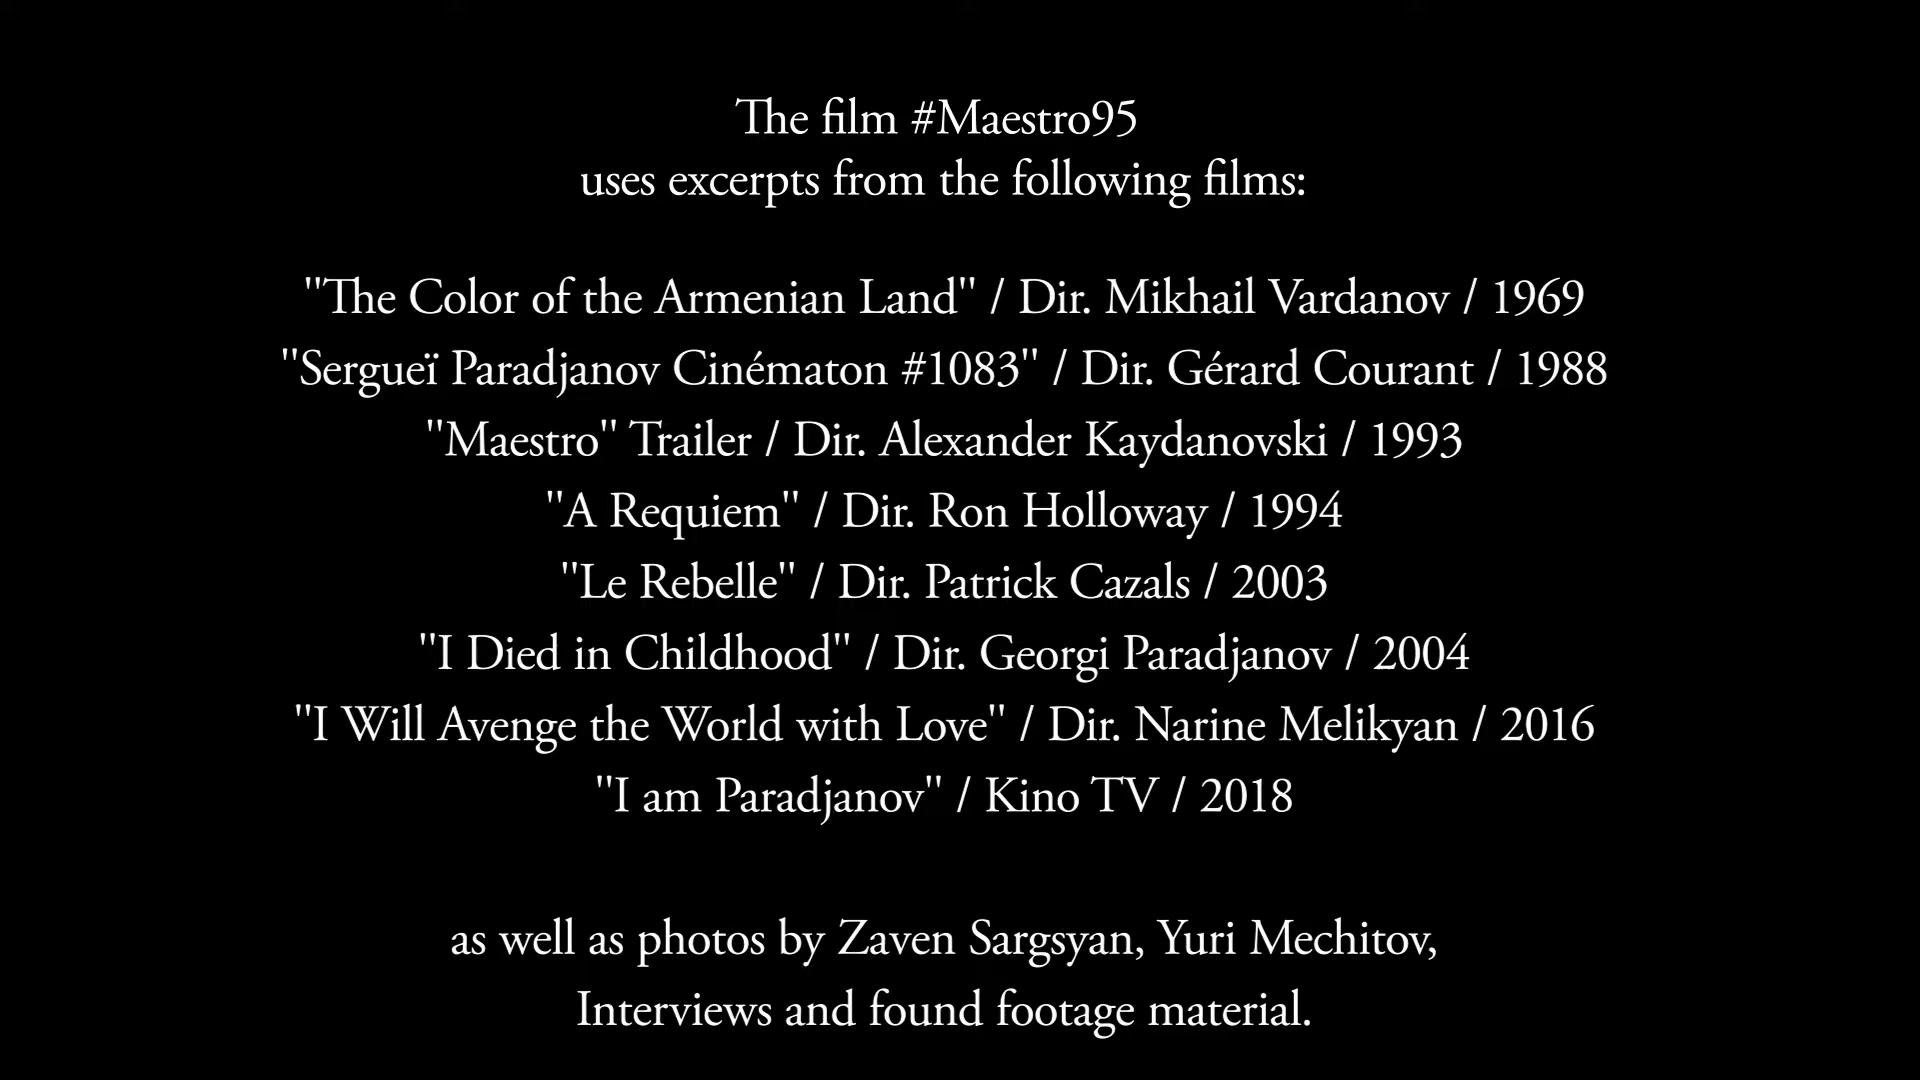 The film #Maestro95
uses excerpts from the following films:
"The Color of the Armenian Land" / Dir. Mikhail Vardanov / 1969
"Sergueï Paradjanov Cinématon #1083" / Dir. Gérard Courant / 1988
"Maestro" Trailer / Dir. Alexander Kaydanovski / 1993
"A Requiem" / Dir. Ron Holloway / 1994
"Le Rebelle" / Dir. Patrick Cazals / 2003
"I Died in Childhood" / Dir. Georgi Paradjanov / 2004
"I Will Avenge the World with Love" / Dir. Narine Melikyan / 2016
"I am Paradjanov" / Kino TV / 2018
as well as photos by Zaven Sargsyan, Yuri Mechitov,
Interviews and found footage material.